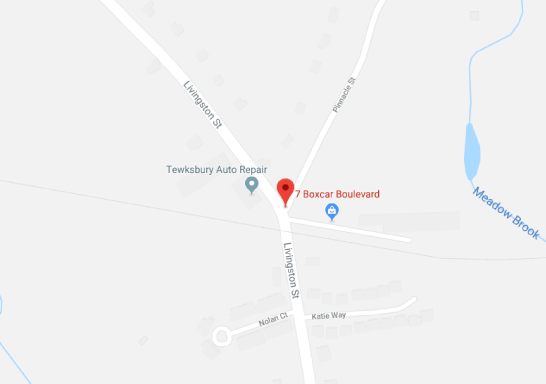 Livingston St
Pinnacle St
Tewksbury Auto Repair
7 Boxcar Boulevard
Meadow Brook
Livingston St
Nolan Ct
Katie Way